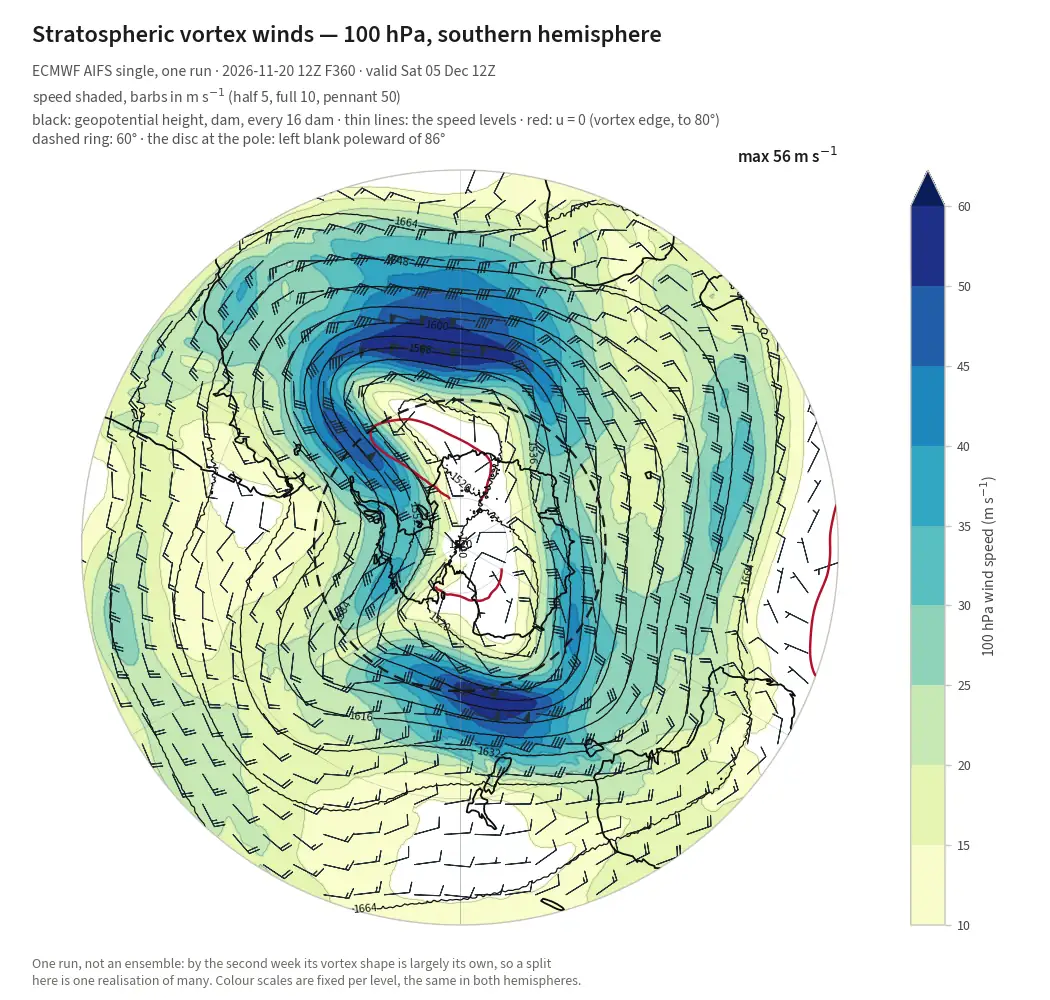 Stratospheric vortex winds — 100 hPa, southern hemisphere
ECMWF AIFS single, one run · 2026-11-20 12Z F360 · valid Sat 05 Dec 12Z
speed shaded, barbs in m s⁻¹ (half 5, full 10, pennant 50)
black: geopotential height, dam, every 16 dam · thin lines: the speed levels · red: u = 0 (vortex edge, to 80°)
dashed ring: 60° · the disc at the pole: left blank poleward of 86°
max 56 m s⁻¹
1664
1600
1568
1536
1520
1520
1616
1632
1664
60
50
45
40
35
30
25
20
15
10
100 hPa wind speed (m s⁻¹)
One run, not an ensemble: by the second week its vortex shape is largely its own, so a split
here is one realisation of many. Colour scales are fixed per level, the same in both hemispheres.